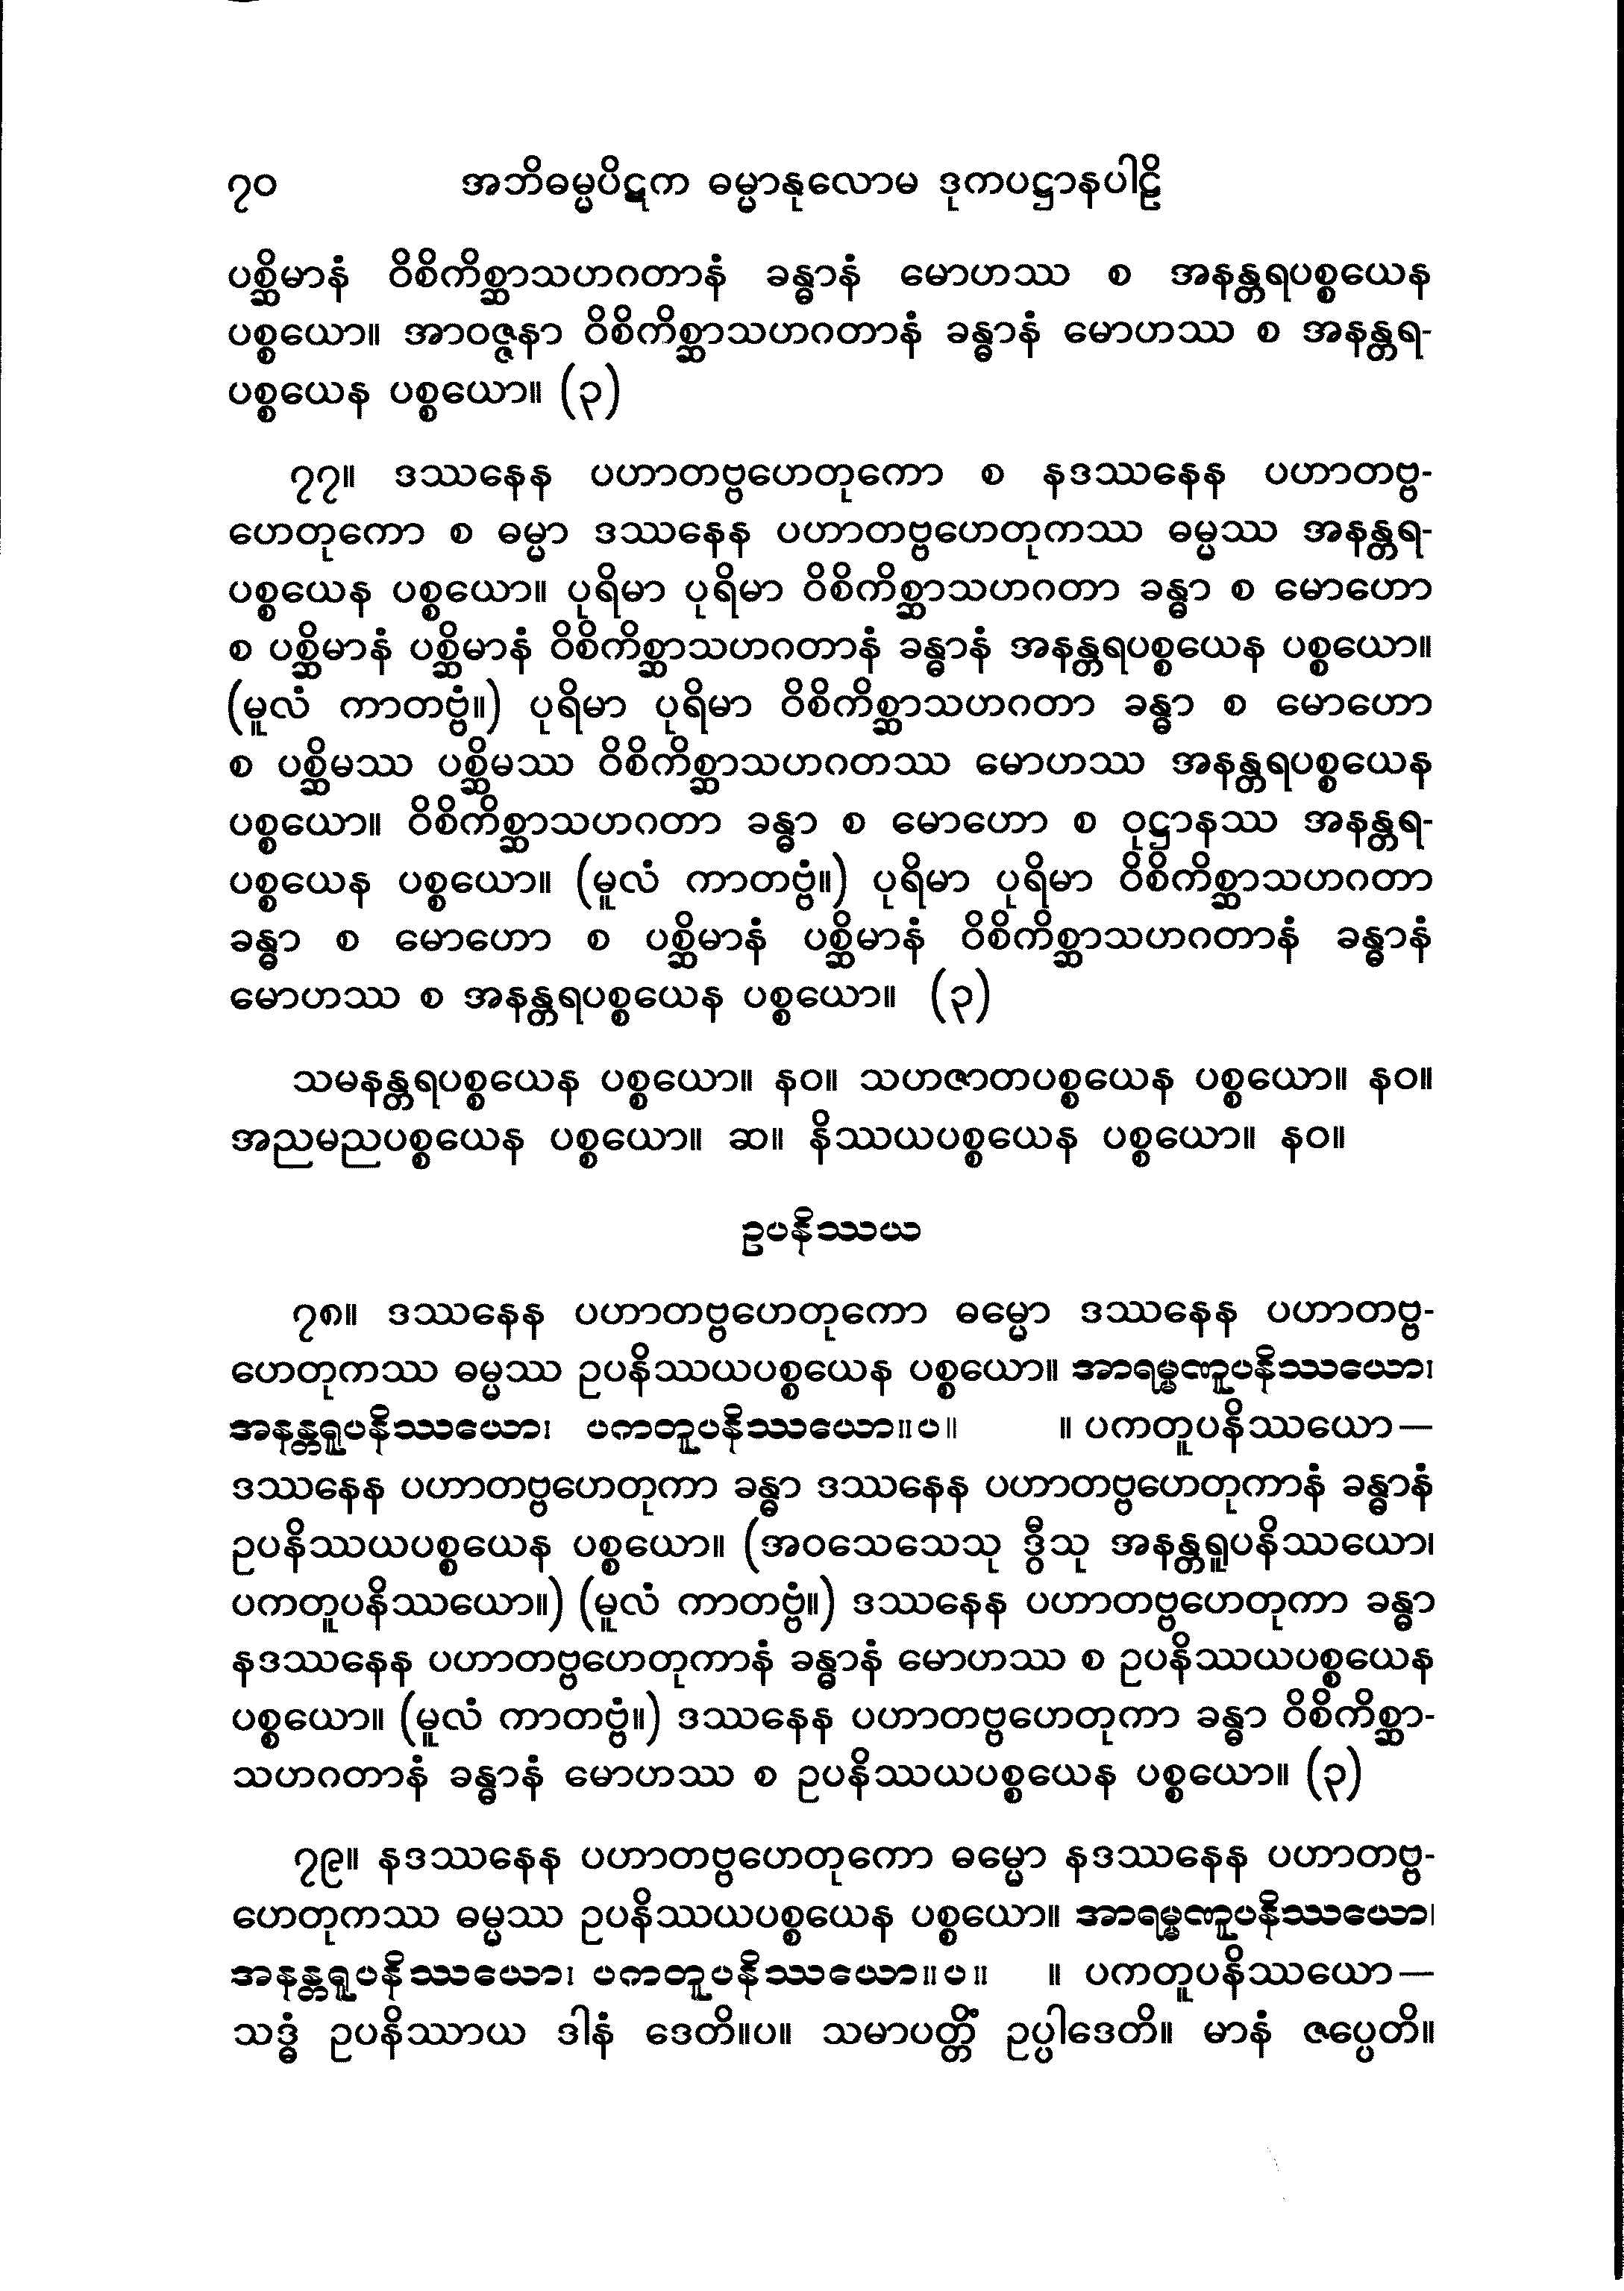 ၇၀ အဘိဓမ္မပိဋက ဓမ္မာနုလောမ ဒုကပဋ္ဌာနပါဠိ
ပစ္ဆိမာနံ ဝိစိကိစ္ဆာသဟဂတာနံ ခန္ဓာနံ မောဟဿ စ အနန္တရပစ္စယေန
ပစ္စယော။ အာဝဇ္ဇနာ ဝိစိကိစ္ဆာသဟဂတာနံ ခန္ဓာနံ မောဟဿ စ အနန္တရ-
ပစ္စယေန ပစ္စယော။ (၃)
၇၇။ ဒဿနေန ပဟာတဗ္ဗဟေတုကော စ နဒဿနေန ပဟာတဗ္ဗ-
ဟေတုကော စ ဓမ္မာ ဒဿနေန ပဟာတဗ္ဗဟေတုကဿ ဓမ္မဿ အနန္တရ-
ပစ္စယေန ပစ္စယော။ ပုရိမာ ပုရိမာ ဝိစိကိစ္ဆာသဟဂတာ ခန္ဓာ စ မောဟော
စ ပစ္ဆိမာနံ ပစ္ဆိမာနံ ဝိစိကိစ္ဆာသဟဂတာနံ ခန္ဓာနံ အနန္တရပစ္စယေန ပစ္စယော။
(မူလံ ကာတဗ္ဗံ။) ပုရိမာ ပုရိမာ ဝိစိကိစ္ဆာသဟဂတာ ခန္ဓာ စ မောဟော
စ ပစ္ဆိမဿ ပစ္ဆိမဿ ဝိစိကိစ္ဆာသဟဂတဿ မောဟဿ အနန္တရပစ္စယေန
ပစ္စယော။ ဝိစိကိစ္ဆာသဟဂတာ ခန္ဓာ စ မောဟော စ ဝုဋ္ဌာနဿ အနန္တရ-
ပစ္စယေန ပစ္စယော။ (မူလံ ကာတဗ္ဗံ။) ပုရိမာ ပုရိမာ ဝိစိကိစ္ဆာသဟဂတာ
ခန္ဓာ စ မောဟော စ ပစ္ဆိမာနံ ပစ္ဆိမာနံ ဝိစိကိစ္ဆာသဟဂတာနံ ခန္ဓာနံ
မောဟဿ စ အနန္တရပစ္စယေန ပစ္စယော။ (၃)
သမနန္တရပစ္စယေန ပစ္စယော။ နဝ။ သဟဇာတပစ္စယေန ပစ္စယော။ နဝ။
အညမညပစ္စယေန ပစ္စယော။ ဆ။ နိဿယပစ္စယေန ပစ္စယော။ နဝ။
ဥပနိဿယ
၇၈။ ဒဿနေန ပဟာတဗ္ဗဟေတုကော ဓမ္မော ဒဿနေန ပဟာတဗ္ဗ-
ဟေတုကဿ ဓမ္မဿ ဥပနိဿယပစ္စယေန ပစ္စယော။ အာရမ္မဏူပနိဿယော၊
အနန္တရူပနိဿယော၊ ပကတူပနိဿယော။ပ။ ။ ပကတူပနိဿယော—
ဒဿနေန ပဟာတဗ္ဗဟေတုကာ ခန္ဓာ ဒဿနေန ပဟာတဗ္ဗဟေတုကာနံ ခန္ဓာနံ
ဥပနိဿယပစ္စယေန ပစ္စယော။ (အဝသေသေသု ဒွီသု အနန္တရူပနိဿယော၊
ပကတူပနိဿယော။) (မူလံ ကာတဗ္ဗံ။) ဒဿနေန ပဟာတဗ္ဗဟေတုကာ ခန္ဓာ
နဒဿနေန ပဟာတဗ္ဗဟေတုကာနံ ခန္ဓာနံ မောဟဿ စ ဥပနိဿယပစ္စယေန
ပစ္စယော။ (မူလံ ကာတဗ္ဗံ။) ဒဿနေန ပဟာတဗ္ဗဟေတုကာ ခန္ဓာ ဝိစိကိစ္ဆာ-
သဟဂတာနံ ခန္ဓာနံ မောဟဿ စ ဥပနိဿယပစ္စယေန ပစ္စယော။ (၃)
၇၉။ နဒဿနေန ပဟာတဗ္ဗဟေတုကော ဓမ္မော နဒဿနေန ပဟာတဗ္ဗ-
ဟေတုကဿ ဓမ္မဿ ဥပနိဿယပစ္စယေန ပစ္စယော။ အာရမ္မဏူပနိဿယော၊
အနန္တရူပနိဿယော၊ ပကတူပနိဿယော။ပ။ ။ ပကတူပနိဿယော—
သဒ္ဓံ ဥပနိဿာယ ဒါနံ ဒေတိ။ပ။ သမာပတ္တိံ ဥပ္ပါဒေတိ။ မာနံ ဇပ္ပေတိ။